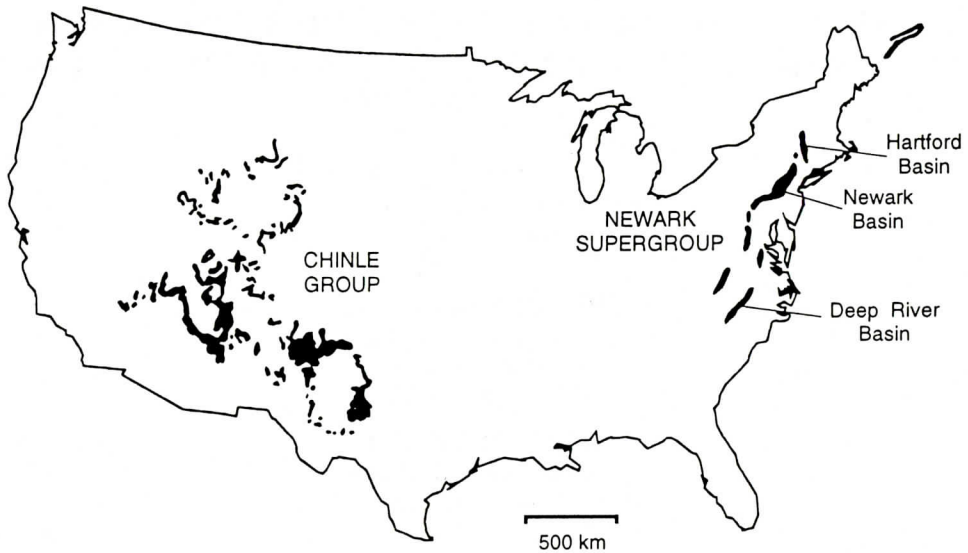 Hartford
Basin
Newark
Basin
NEWARK
SUPERGROUP
CHINLE
GROUP
Deep River
Basin
500 km